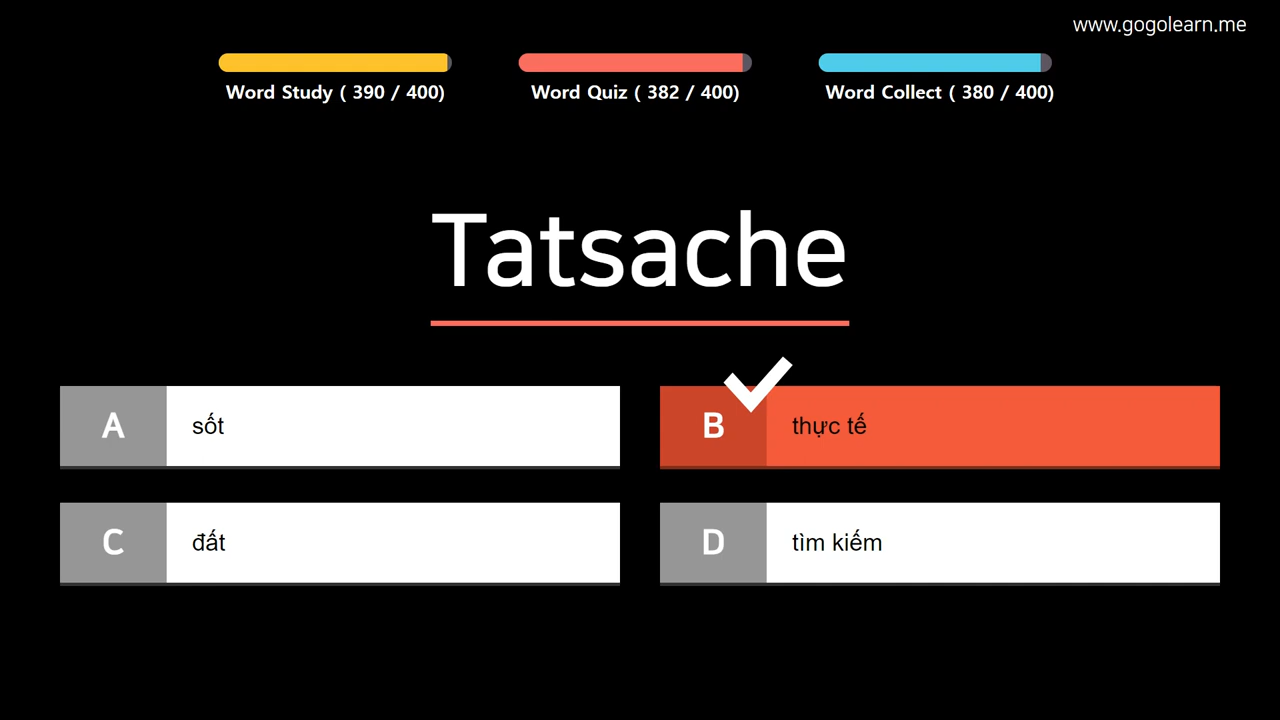 www.gogolearn.me
Word Study ( 390 / 400)
Word Quiz ( 382 / 400)
Word Collect ( 380 / 400)
Tatsache
A sốt
B thực tế
C đất
D tìm kiếm